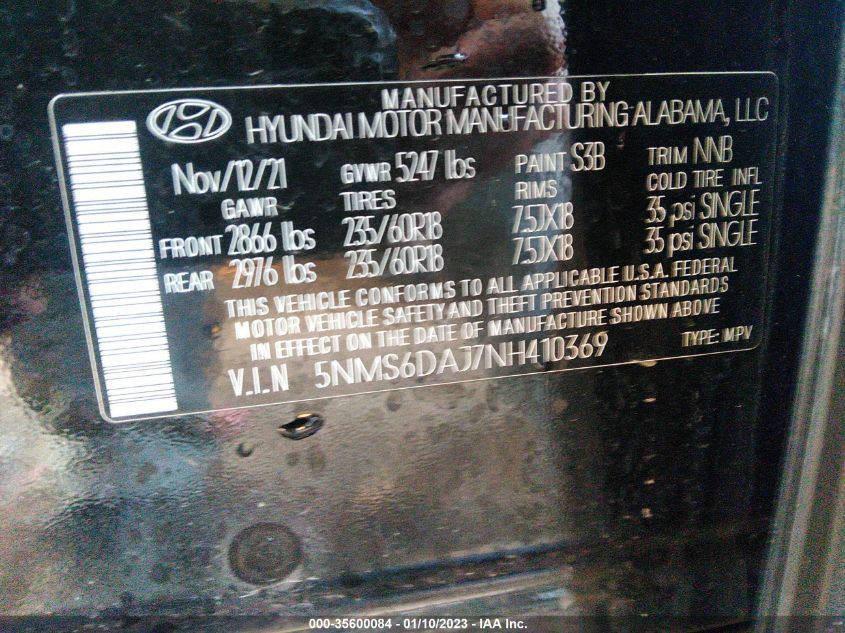 MANUFACTURED BY
HYUNDAI MOTOR MANUFACTURING ALABAMA, LLC
Nov/12/21 GVWR 5247 lbs PAINT S3B TRIM NNB
GAWR TIRES RIMS COLD TIRE INFL
FRONT 2866 lbs 235/60R18 7.5JX18 35 psi SINGLE
REAR 2976 lbs 235/60R18 7.5JX18 35 psi SINGLE
THIS VEHICLE CONFORMS TO ALL APPLICABLE U.S.A. FEDERAL
MOTOR VEHICLE SAFETY AND THEFT PREVENTION STANDARDS
IN EFFECT ON THE DATE OF MANUFACTURE SHOWN ABOVE
V.I.N 5NMS6DAJ7NH410369 TYPE: MPV
000-35600084 - 01/10/2023 - IAA Inc.